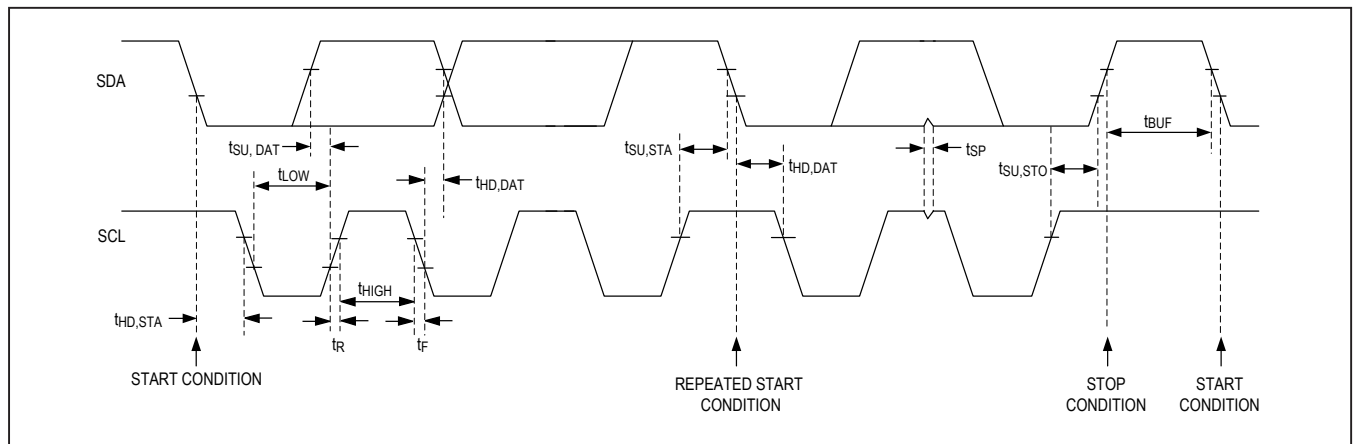 SDA
tSU, DAT
tLOW
tHD,DAT
tSU,STA
tHD,DAT
tSP
tSU,STO
tBUF
SCL
tHD,STA
tR
tHIGH
tF
START CONDITION
REPEATED START
CONDITION
STOP
CONDITION
START
CONDITION